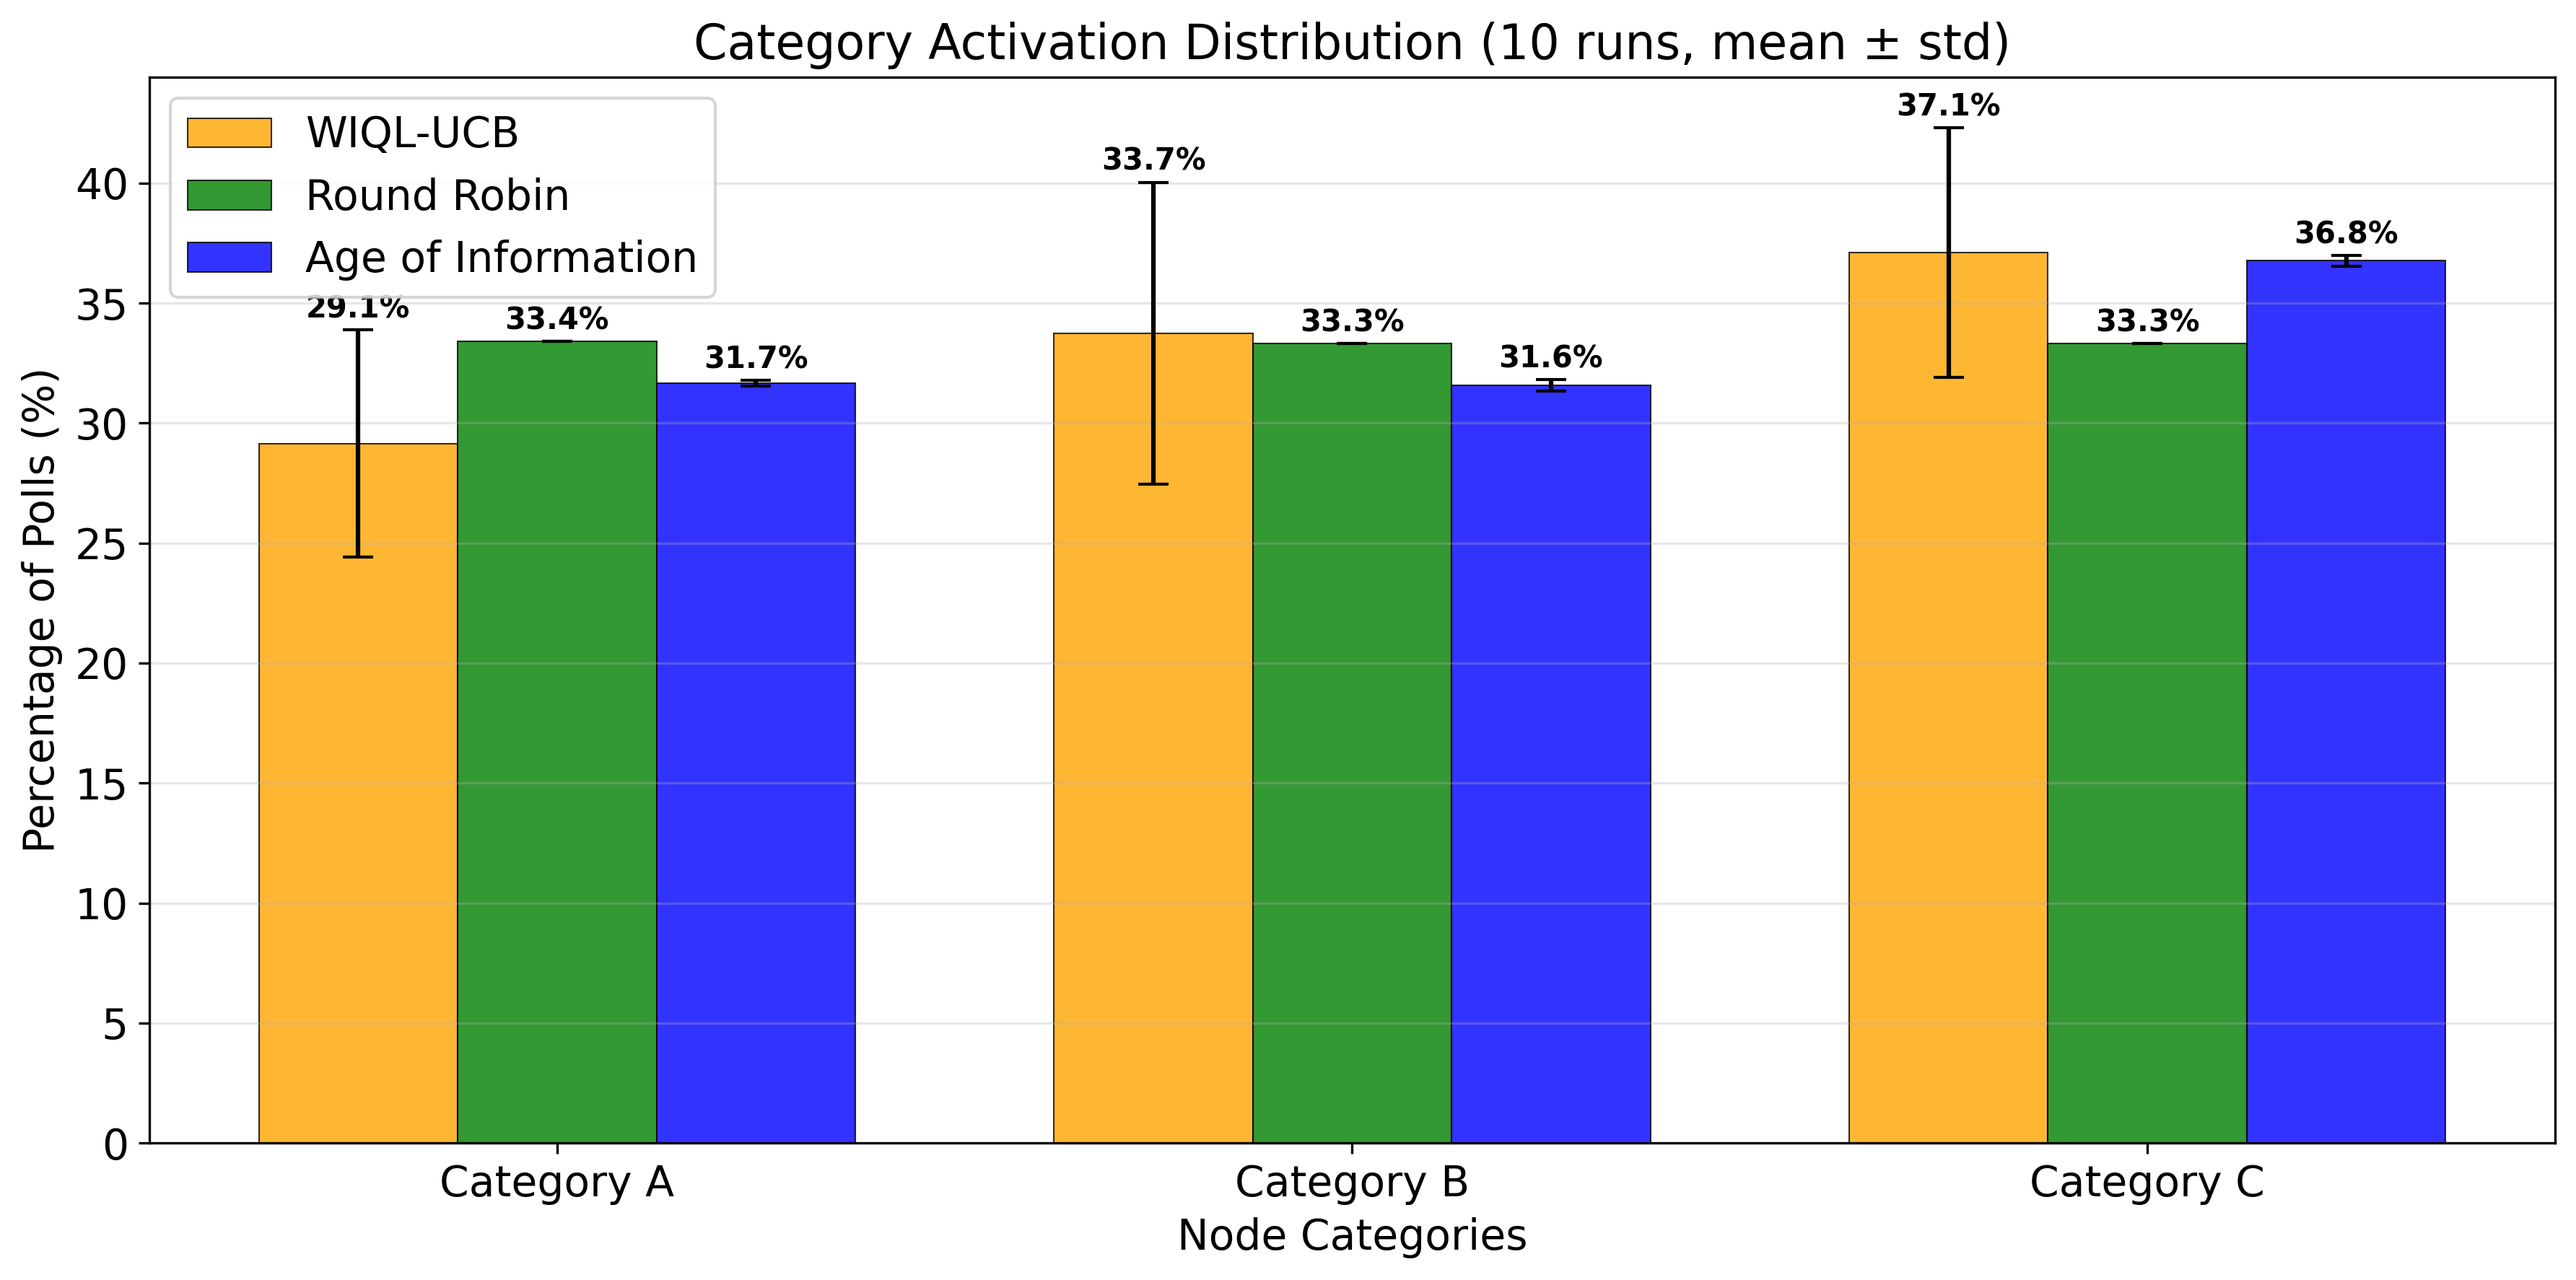 Category Activation Distribution (10 runs, mean ± std)
WIQL-UCB
Round Robin
Age of Information
29.1%
33.4%
31.7%
33.7%
33.3%
31.6%
37.1%
33.3%
36.8%
Percentage of Polls (%)
40
35
30
25
20
15
10
5
0
Category A
Category B
Category C
Node Categories